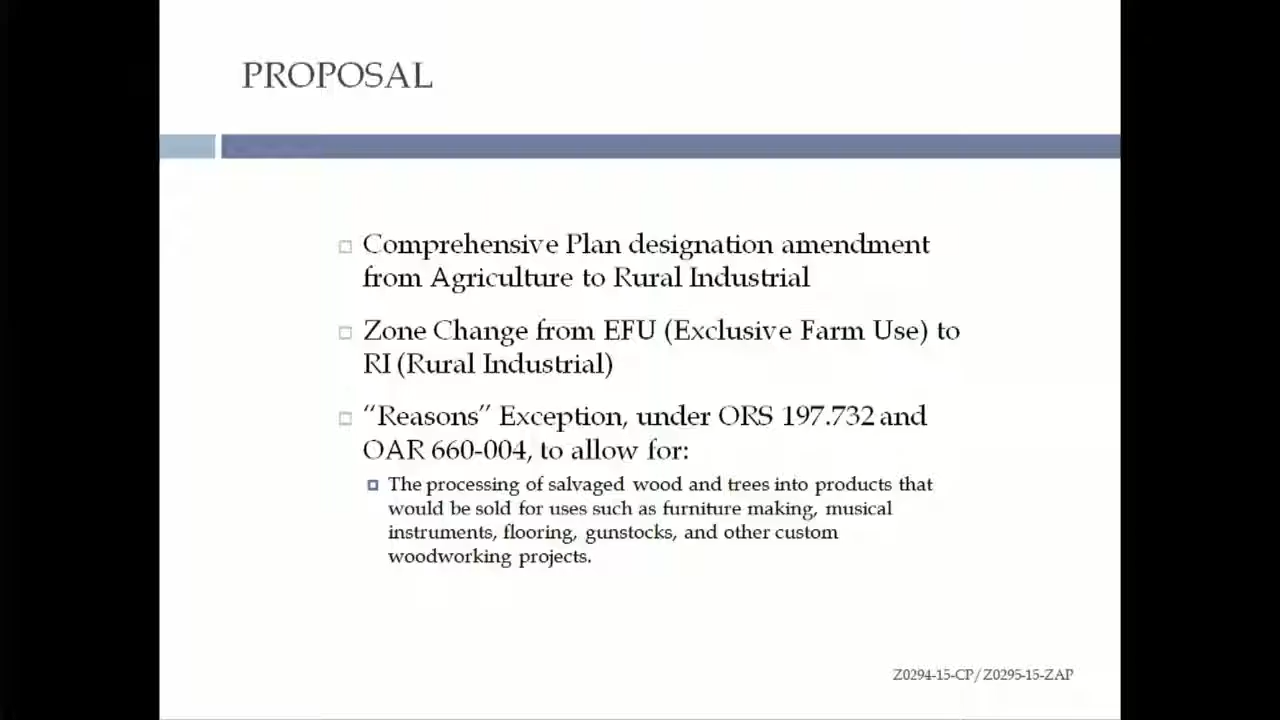 PROPOSAL
Comprehensive Plan designation amendment
from Agriculture to Rural Industrial
Zone Change from EFU (Exclusive Farm Use) to
RI (Rural Industrial)
“Reasons” Exception, under ORS 197.732 and
OAR 660-004, to allow for:
The processing of salvaged wood and trees into products that
would be sold for uses such as furniture making, musical
instruments, flooring, gunstocks, and other custom
woodworking projects.
Z0294-15-CP/Z0295-15-ZAP